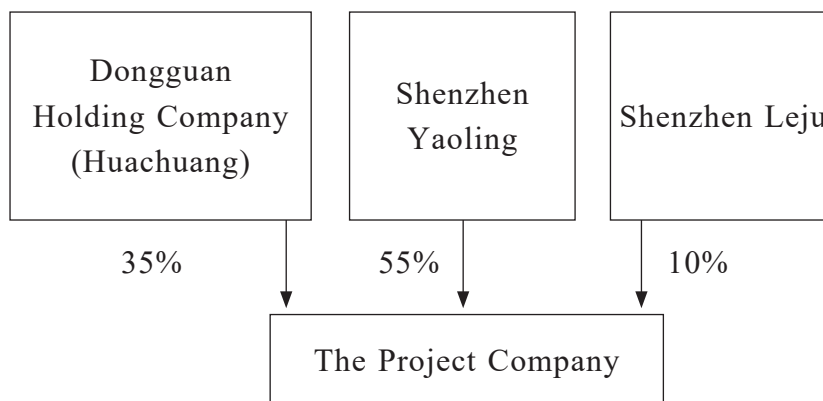 Dongguan
Holding Company
(Huachuang)
Shenzhen
Yaoling
Shenzhen Leju
35%
55%
10%
The Project Company